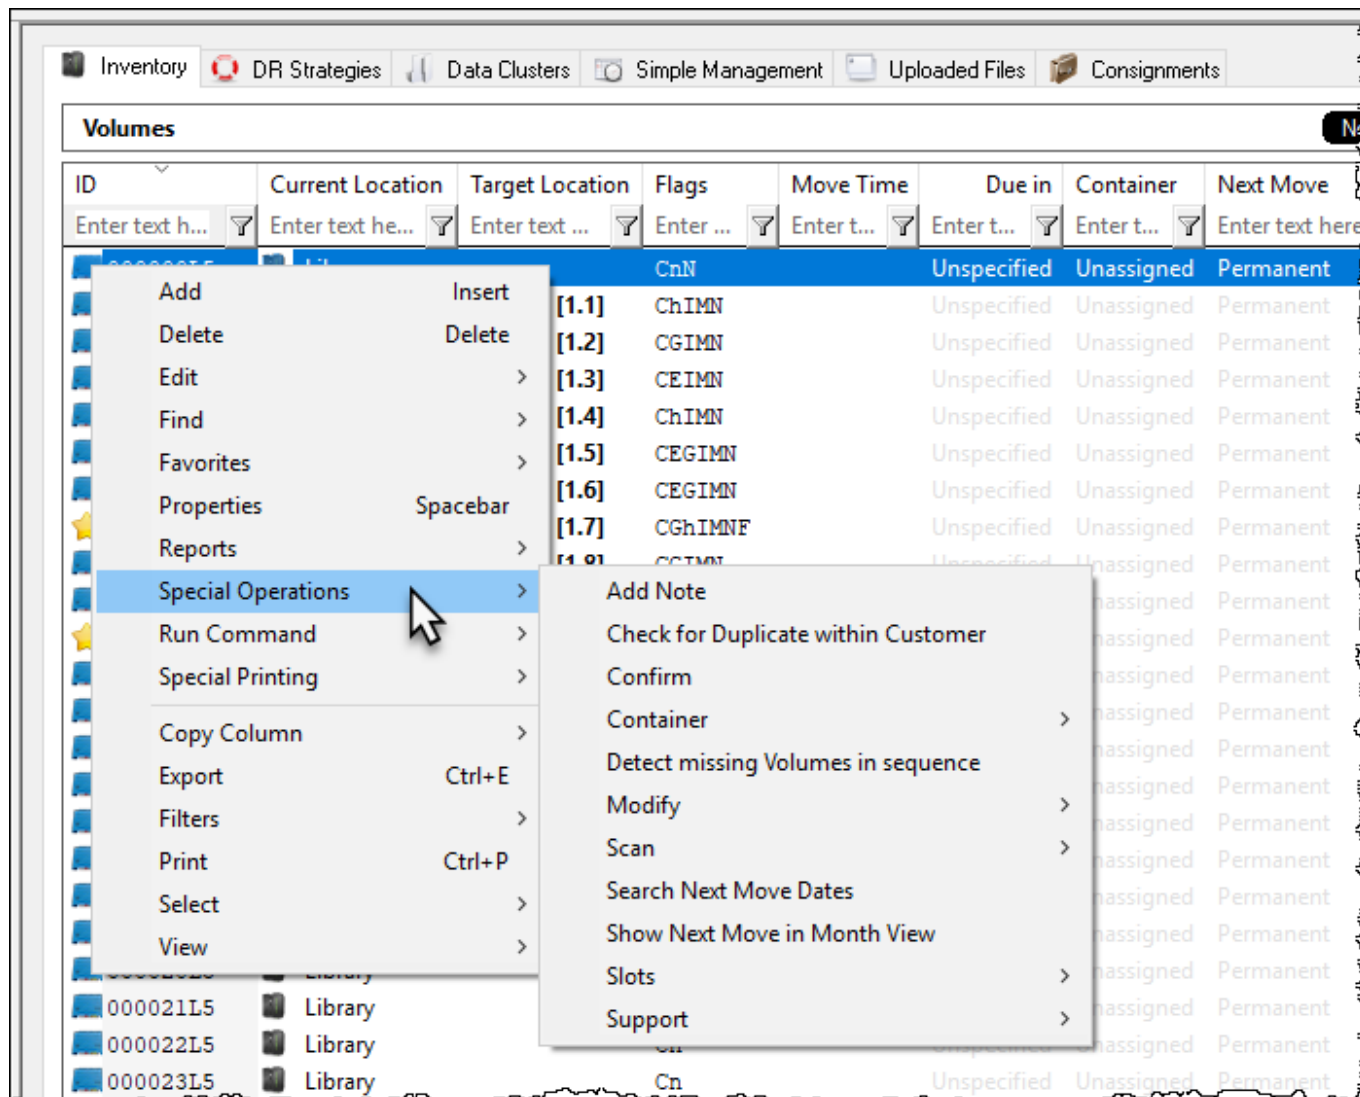 Inventory DR Strategies Data Clusters Simple Management Uploaded Files Consignments
Volumes
ID Current Location Target Location Flags Move Time Due in Container Next Move
Enter text h... Enter text he... Enter text ... Enter ... Enter t... Enter t... Enter t... Enter text here
CnN Unspecified Unassigned Permanent
Add Insert
[1.1] ChIMN Unspecified Unassigned Permanent
Delete Delete
[1.2] CGIMN Unspecified Unassigned Permanent
Edit
[1.3] CEIMN Unspecified Unassigned Permanent
Find
[1.4] ChIMN Unspecified Unassigned Permanent
Favorites
[1.5] CEGIMN Unspecified Unassigned Permanent
Properties Spacebar
[1.6] CEGIMN Unspecified Unassigned Permanent
Reports
[1.7] CGhIMNF Unspecified Unassigned Permanent
[1.8] CGIMN Unspecified Unassigned Permanent
Special Operations
Run Command
Special Printing
Copy Column
Export Ctrl+E
Filters
Print Ctrl+P
Select
View
Add Note
Check for Duplicate within Customer
Confirm
Container
Detect missing Volumes in sequence
Modify
Scan
Search Next Move Dates
Show Next Move in Month View
Slots
Support
Permanent
Permanent
Permanent
Permanent
Permanent
Permanent
Permanent
Permanent
Permanent
Permanent
Permanent
Permanent
000021L5 Library Permanent
000022L5 Library Permanent
000023L5 Library Cn Unspecified Unassigned Permanent